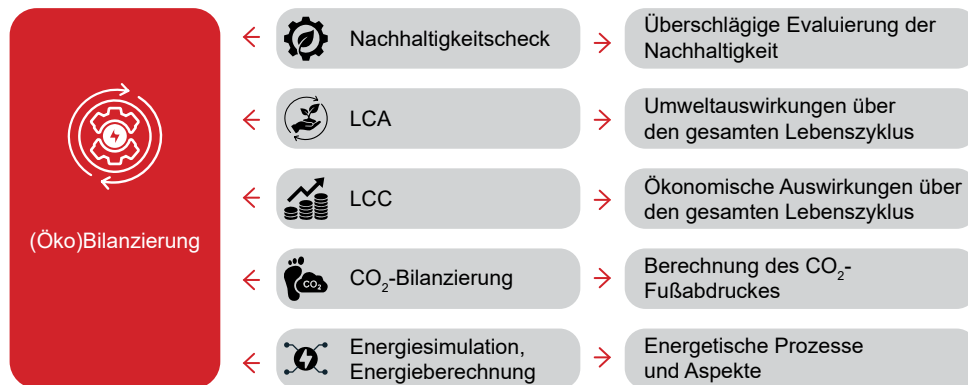 (Öko)Bilanzierung
Nachhaltigkeitscheck
Überschlägige Evaluierung der
Nachhaltigkeit
LCA
Umweltauswirkungen über
den gesamten Lebenszyklus
LCC
Ökonomische Auswirkungen über
den gesamten Lebenszyklus
CO₂
CO₂-Bilanzierung
Berechnung des CO₂-
Fußabdruckes
Energiesimulation,
Energieberechnung
Energetische Prozesse
und Aspekte